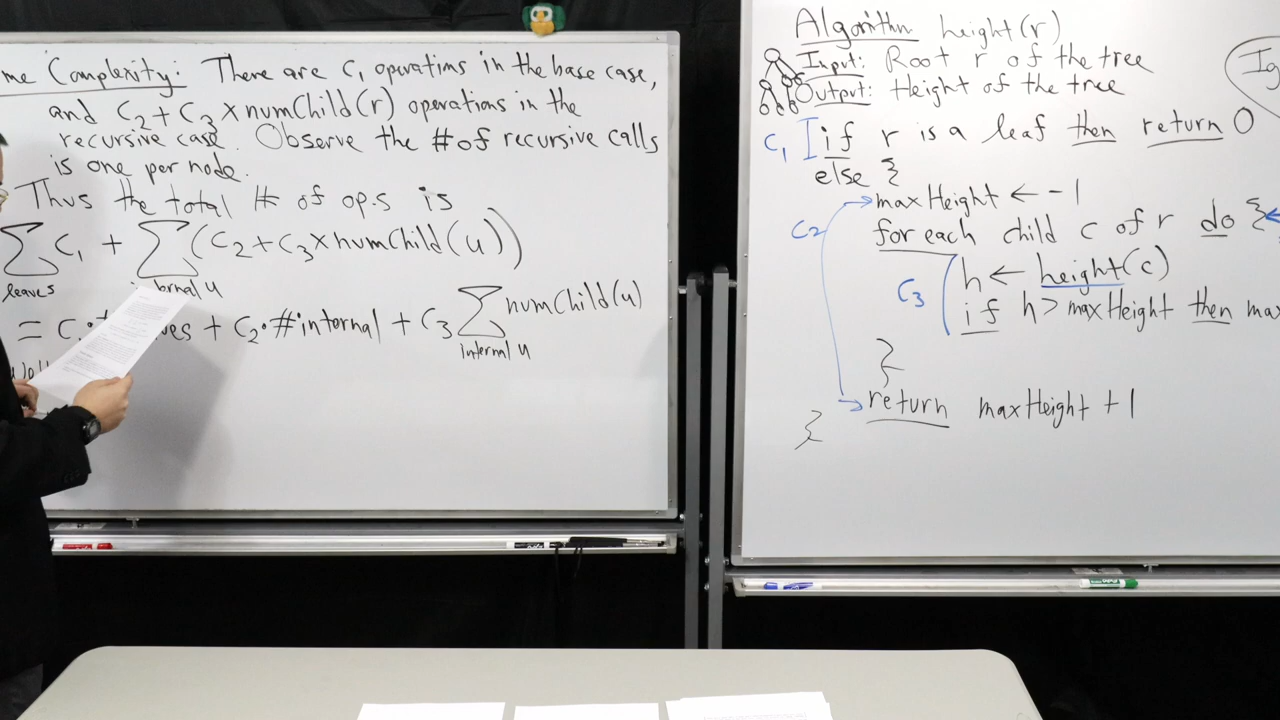 me Complexity: There are c₁ operations in the base case,
and C₂ + C₃ × numChild(r) operations in the
recursive case. Observe the # of recursive calls
is one per node.
Thus the total # of ops is
∑ C₁ + ∑ (C₂ + C₃ × numChild(u))
leaves internal u
= C₁ + C₂·#internal + C₃ ∑ numChild(u)
internal u
Algorithm height(r)
Input: Root r of the tree
Output: Height of the tree
C₁ if r is a leaf then return 0
else {
maxHeight ← -1
C₂ for each child c of r do {
h ← height(c)
C₃ if h > maxHeight then max
}
return maxHeight + 1
}
Ig